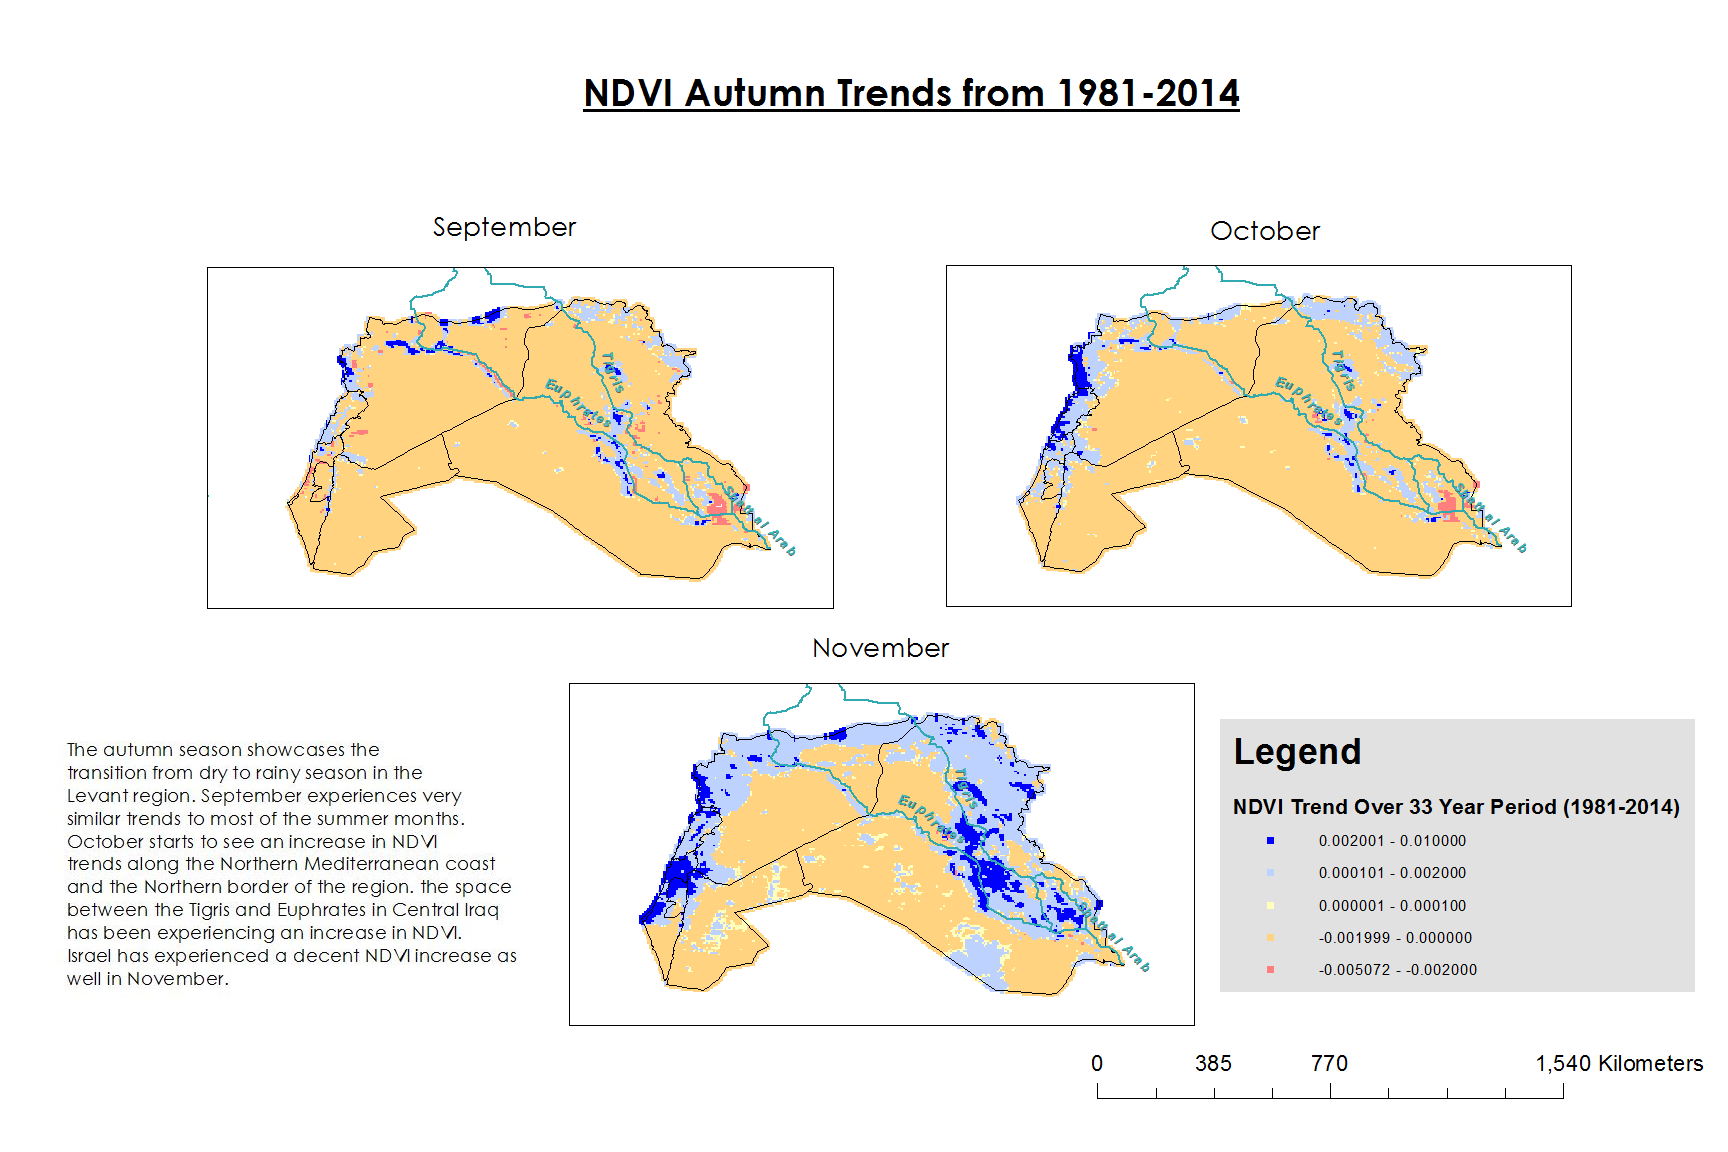 NDVI Autumn Trends from 1981-2014
September
October
Tigris
Euphrates
Shatt al Arab
Tigris
Euphrates
Shatt al Arab
November
Tigris
Euphrates
Shatt al Arab
The autumn season showcases the
transition from dry to rainy season in the
Levant region. September experiences very
similar trends to most of the summer months.
October starts to see an increase in NDVI
trends along the Northern Mediterranean coast
and the Northern border of the region. the space
between the Tigris and Euphrates in Central Iraq
has been experiencing an increase in NDVI.
Israel has experienced a decent NDVI increase as
well in November.
Legend
NDVI Trend Over 33 Year Period (1981-2014)
0.002001 - 0.010000
0.000101 - 0.002000
0.000001 - 0.000100
-0.001999 - 0.000000
-0.005072 - -0.002000
0 385 770 1,540 Kilometers